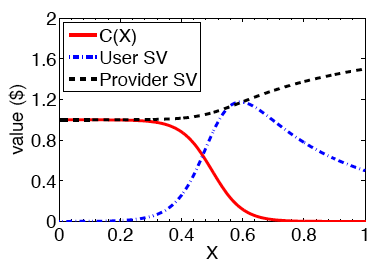 2
1.6
1.2
0.8
0.4
0
value ($)
C(X)
User SV
Provider SV
0 0.2 0.4 0.6 0.8 1
X